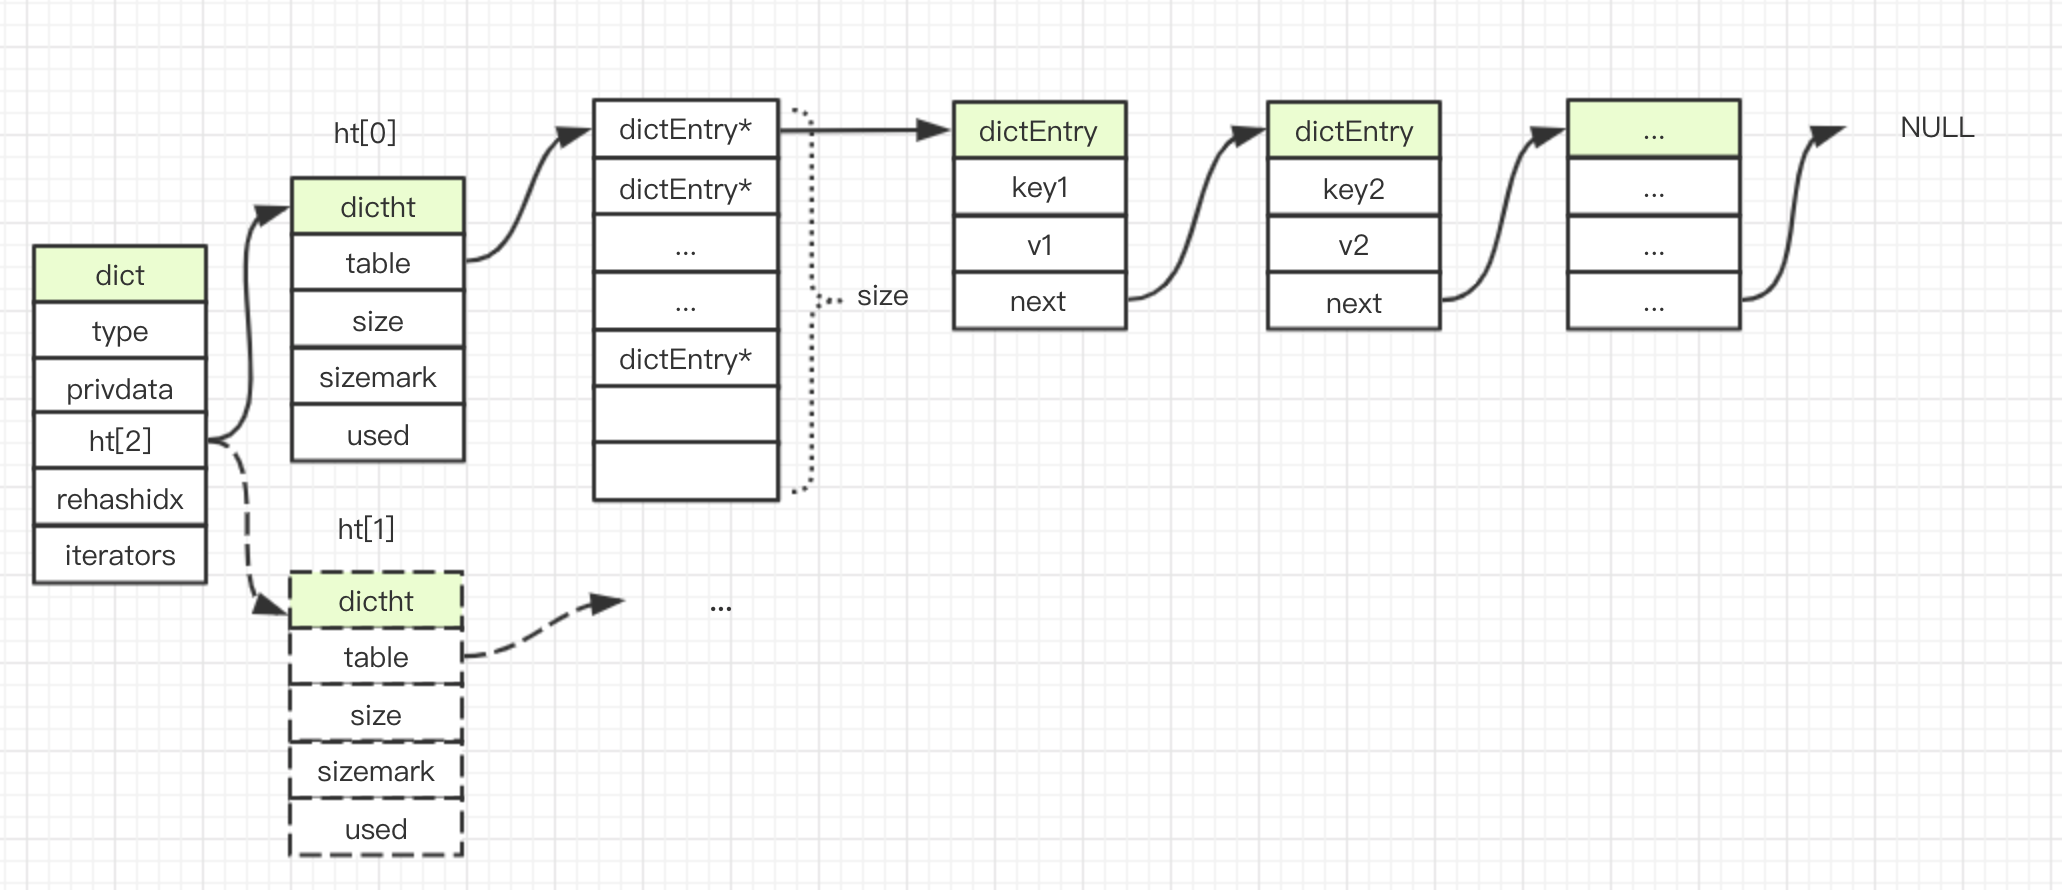 dict
type
privdata
ht[2]
rehashidx
iterators
ht[0]
dictht
table
size
sizemark
used
ht[1]
dictht
table
size
sizemark
used
dictEntry*
dictEntry*
...
...
dictEntry*
size
...
dictEntry
key1
v1
next
dictEntry
key2
v2
next
...
...
...
...
NULL